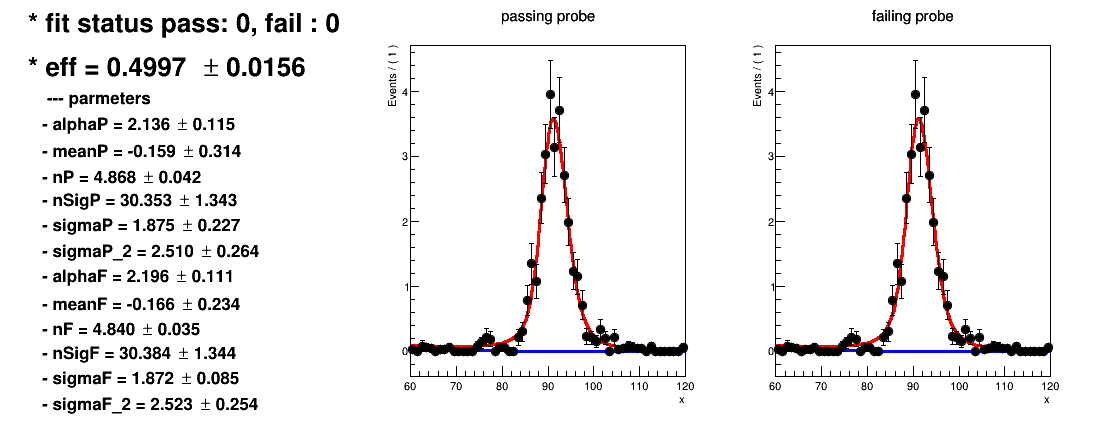 * fit status pass: 0, fail : 0
* eff = 0.4997 ± 0.0156
--- parmeters
- alphaP = 2.136 ± 0.115
- meanP = -0.159 ± 0.314
- nP = 4.868 ± 0.042
- nSigP = 30.353 ± 1.343
- sigmaP = 1.875 ± 0.227
- sigmaP_2 = 2.510 ± 0.264
- alphaF = 2.196 ± 0.111
- meanF = -0.166 ± 0.234
- nF = 4.840 ± 0.035
- nSigF = 30.384 ± 1.344
- sigmaF = 1.872 ± 0.085
- sigmaF_2 = 2.523 ± 0.254
passing probe
Events / ( 1 )
4
3
2
1
0
60 70 80 90 100 110 120
x
failing probe
Events / ( 1 )
4
3
2
1
0
60 70 80 90 100 110 120
x